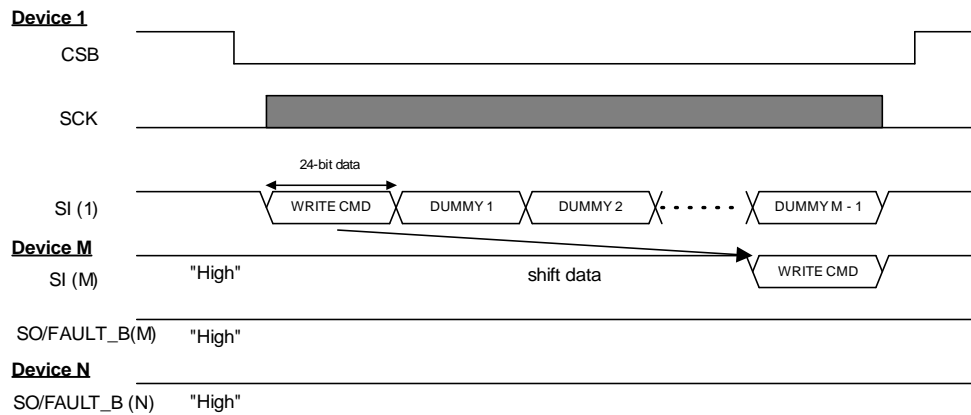 Device 1
CSB
SCK
24-bit data
SI (1)
WRITE CMD
DUMMY 1
DUMMY 2
DUMMY M - 1
Device M
SI (M)
"High"
shift data
WRITE CMD
SO/FAULT_B(M)
"High"
Device N
SO/FAULT_B (N)
"High"